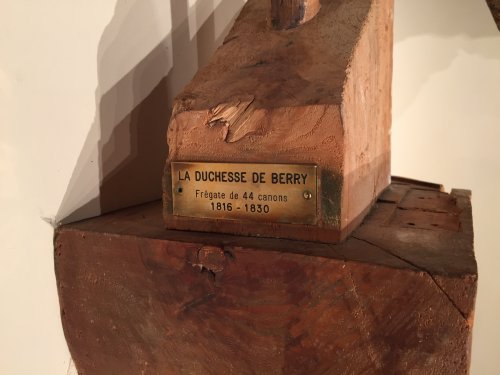 LA DUCHESSE DE BERRY
Frégate de 44 canons
1816 - 1830